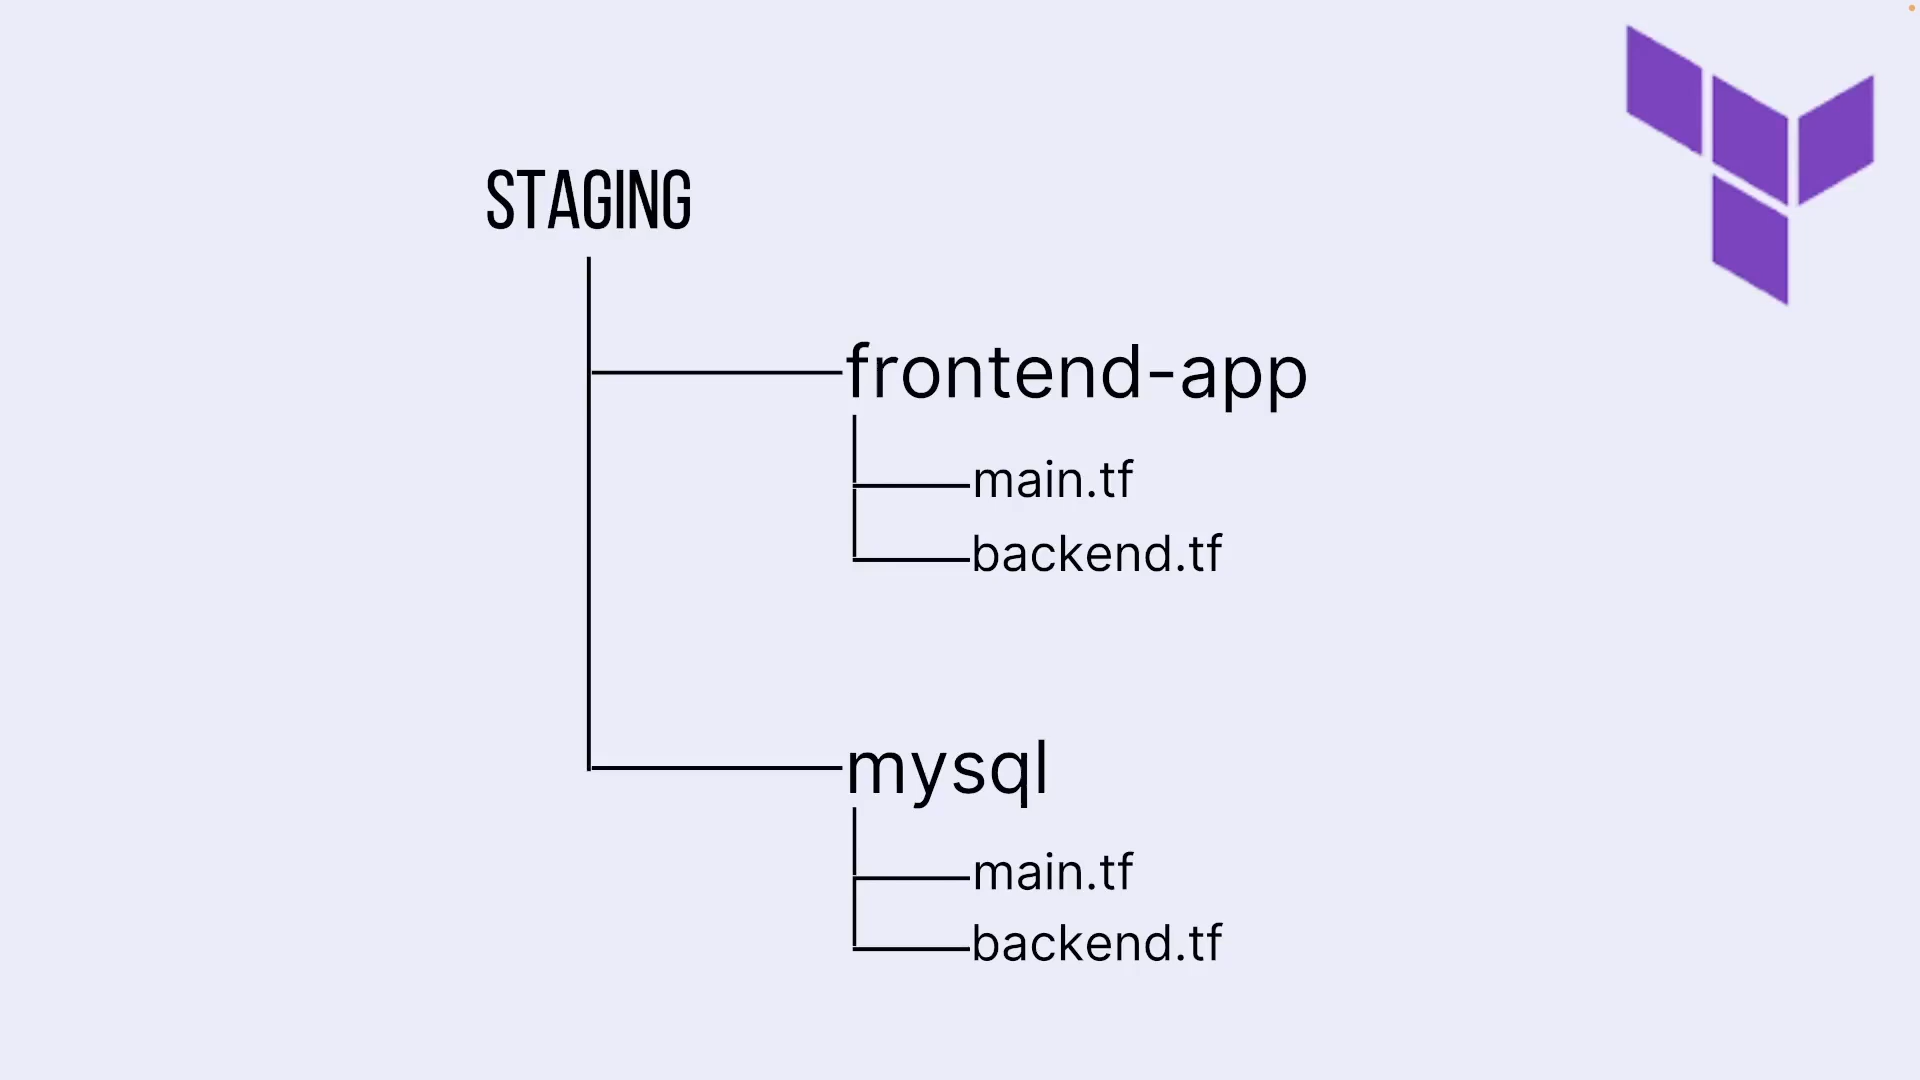 STAGING
frontend-app
main.tf
backend.tf
mysql
main.tf
backend.tf